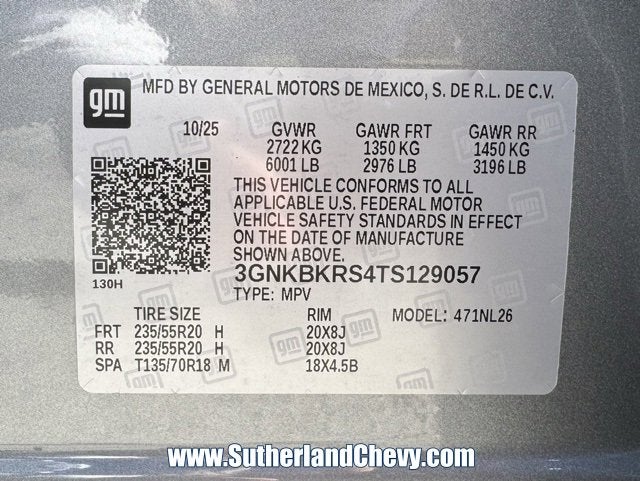 gm MFD BY GENERAL MOTORS DE MEXICO, S. DE R.L. DE C.V.
10/25 GVWR GAWR FRT GAWR RR
2722 KG 1350 KG 1450 KG
6001 LB 2976 LB 3196 LB
THIS VEHICLE CONFORMS TO ALL
APPLICABLE U.S. FEDERAL MOTOR
VEHICLE SAFETY STANDARDS IN EFFECT
ON THE DATE OF MANUFACTURE
SHOWN ABOVE.
130H
3GNKBKRS4TS129057
TYPE: MPV
TIRE SIZE RIM MODEL: 471NL26
FRT 235/55R20 H 20X8J
RR 235/55R20 H 20X8J
SPA T135/70R18 M 18X4.5B
www.SutherlandChevy.com